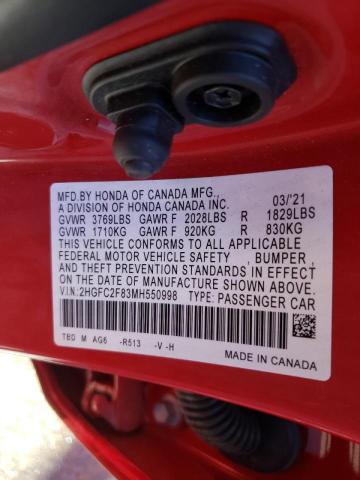 MFD.BY HONDA OF CANADA MFG., 03/'21
A DIVISION OF HONDA CANADA INC.
GVWR 3769LBS GAWR F 2028LBS R 1829LBS
GVWR 1710KG GAWR F 920KG R 830KG
THIS VEHICLE CONFORMS TO ALL APPLICABLE
FEDERAL MOTOR VEHICLE SAFETY , BUMPER ,
AND THEFT PREVENTION STANDARDS IN EFFECT
ON THE DATE OF MANUFACTURE SHOWN ABOVE.
V.I.N:2HGFC2F83MH550998 TYPE: PASSENGER CAR
TBD M AG6 -R513 -V -H
MADE IN CANADA